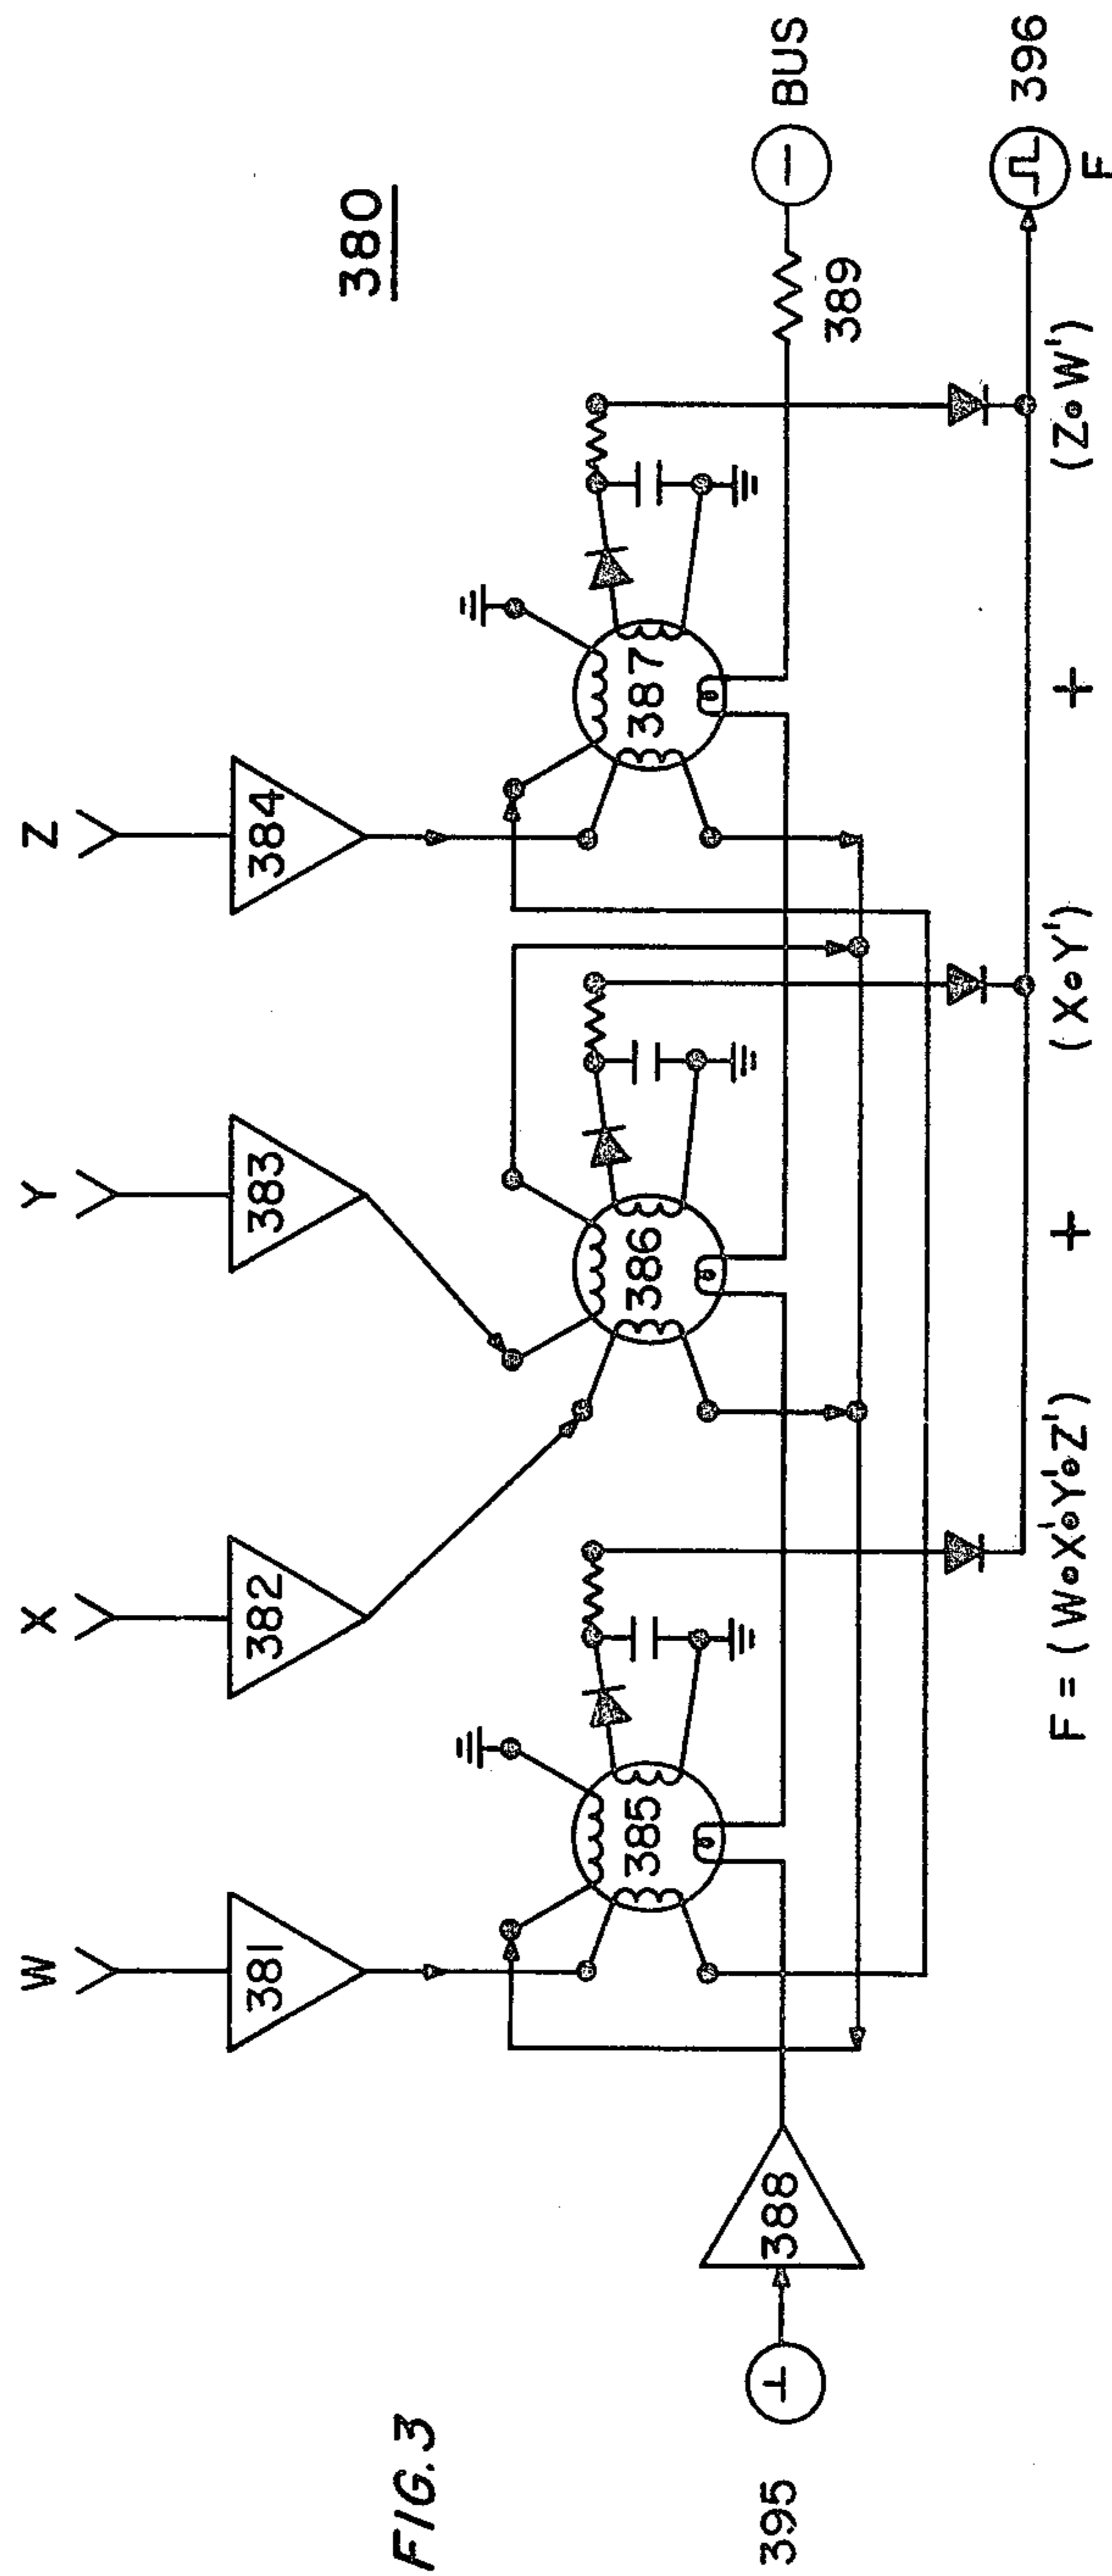 FIG. 3
380
W X Y Z
381 382 383 384
385 386 387
395 388 389 BUS
396
F
F = (W∘X'∘Y'∘Z') + (X∘Y') + (Z∘W')